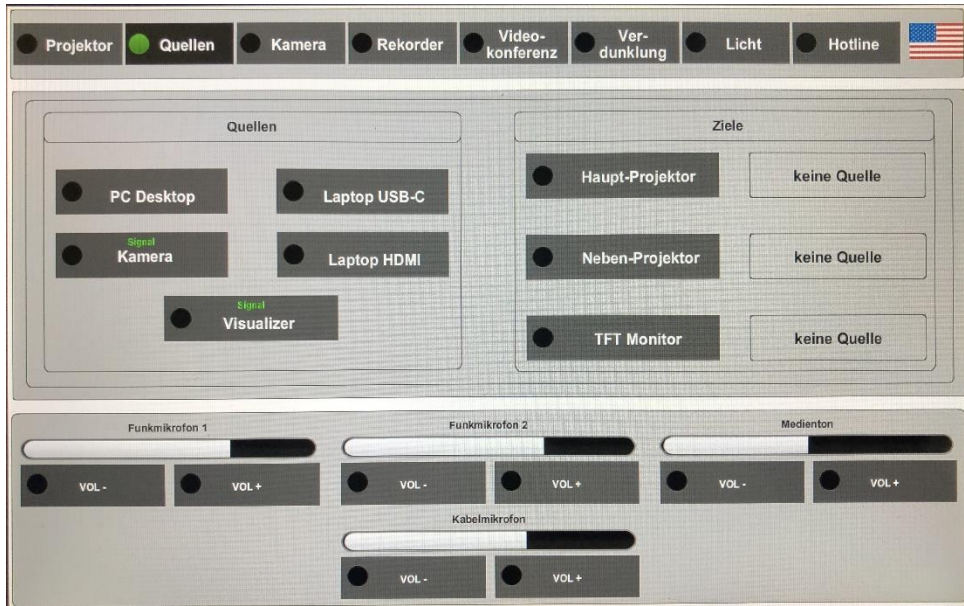 Projektor
Quellen
Kamera
Rekorder
Video-
konferenz
Ver-
dunklung
Licht
Hotline
Quellen
Ziele
PC Desktop
Laptop USB-C
Haupt-Projektor
keine Quelle
Signal
Kamera
Laptop HDMI
Neben-Projektor
keine Quelle
Signal
Visualizer
TFT Monitor
keine Quelle
Funkmikrofon 1
Funkmikrofon 2
Medienton
VOL -
VOL +
VOL -
VOL +
VOL -
VOL +
Kabelmikrofon
VOL -
VOL +